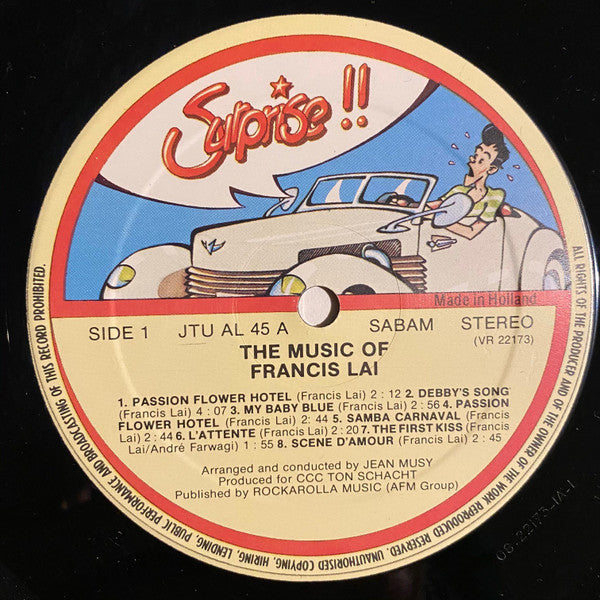 Surprise!!
Made in Holland
SIDE 1 JTU AL 45 A SABAM STEREO
(VR 22173)
THE MUSIC OF
FRANCIS LAI
1. PASSION FLOWER HOTEL (Francis Lai) 2 : 12 2. DEBBY'S SONG
(Francis Lai) 4 : 07 3. MY BABY BLUE (Francis Lai) 2 : 56 4. PASSION
FLOWER HOTEL (Francis Lai) 2 : 44 5. SAMBA CARNAVAL (Francis
Lai) 2 : 44 6. L'ATTENTE (Francis Lai) 2 : 20 7. THE FIRST KISS (Francis
Lai/André Farwagi) 1 : 55 8. SCENE D'AMOUR (Francis Lai) 2 : 45
Arranged and conducted by JEAN MUSY
Produced for CCC TON SCHACHT
Published by ROCKAROLLA MUSIC (AFM Group)
ALL RIGHTS OF THE PRODUCER AND OF THE OWNER OF THE WORK REPRODUCED RESERVED. UNAUTHORISED COPYING, HIRING, LENDING, PUBLIC PERFORMANCE AND BROADCASTING OF THIS RECORD PROHIBITED.